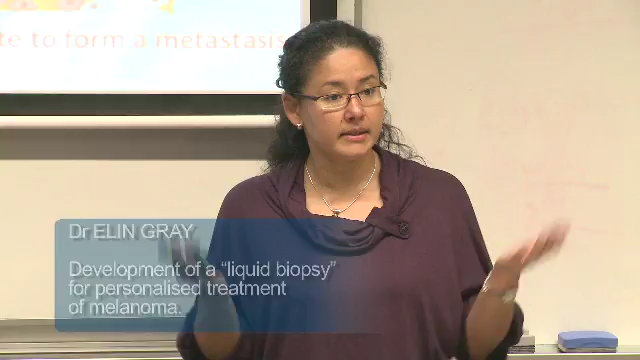 te to form a metastasis
Dr ELIN GRAY
Development of a “liquid biopsy”
for personalised treatment
of melanoma.